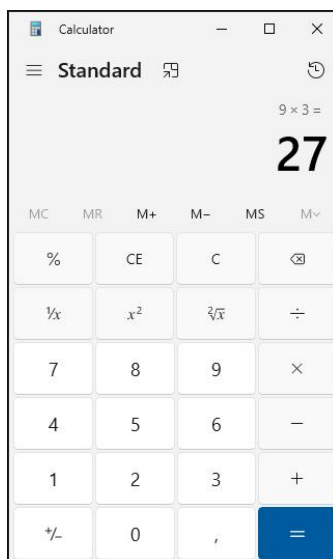 Calculator
Standard
9 × 3 =
27
MC MR M+ M− MS M
% CE C
¹/x x² ²√x ÷
7 8 9 ×
4 5 6 −
1 2 3 +
+/− 0 , =